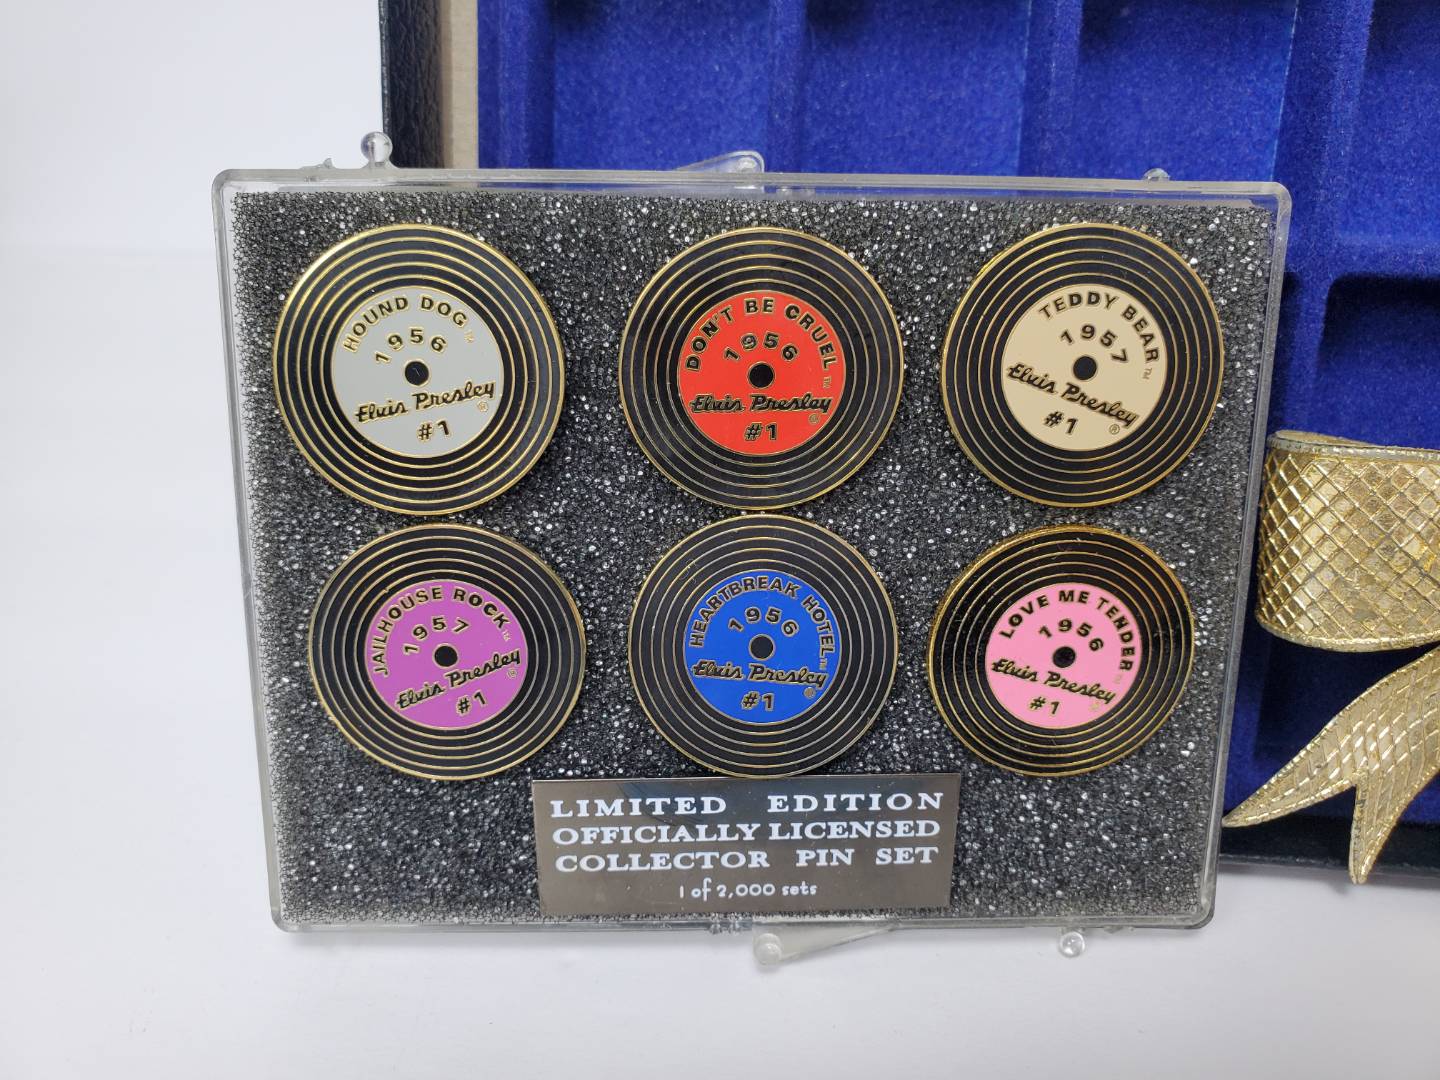 HOUND DOG™
1956
Elvis Presley®
#1
DON'T BE CRUEL™
1956
Elvis Presley®
#1
TEDDY BEAR™
1957
Elvis Presley®
#1
JAILHOUSE ROCK™
1957
Elvis Presley®
#1
HEARTBREAK HOTEL™
1956
Elvis Presley®
#1
LOVE ME TENDER™
1956
Elvis Presley®
#1
LIMITED EDITION
OFFICIALLY LICENSED
COLLECTOR PIN SET
1 of 2,000 sets